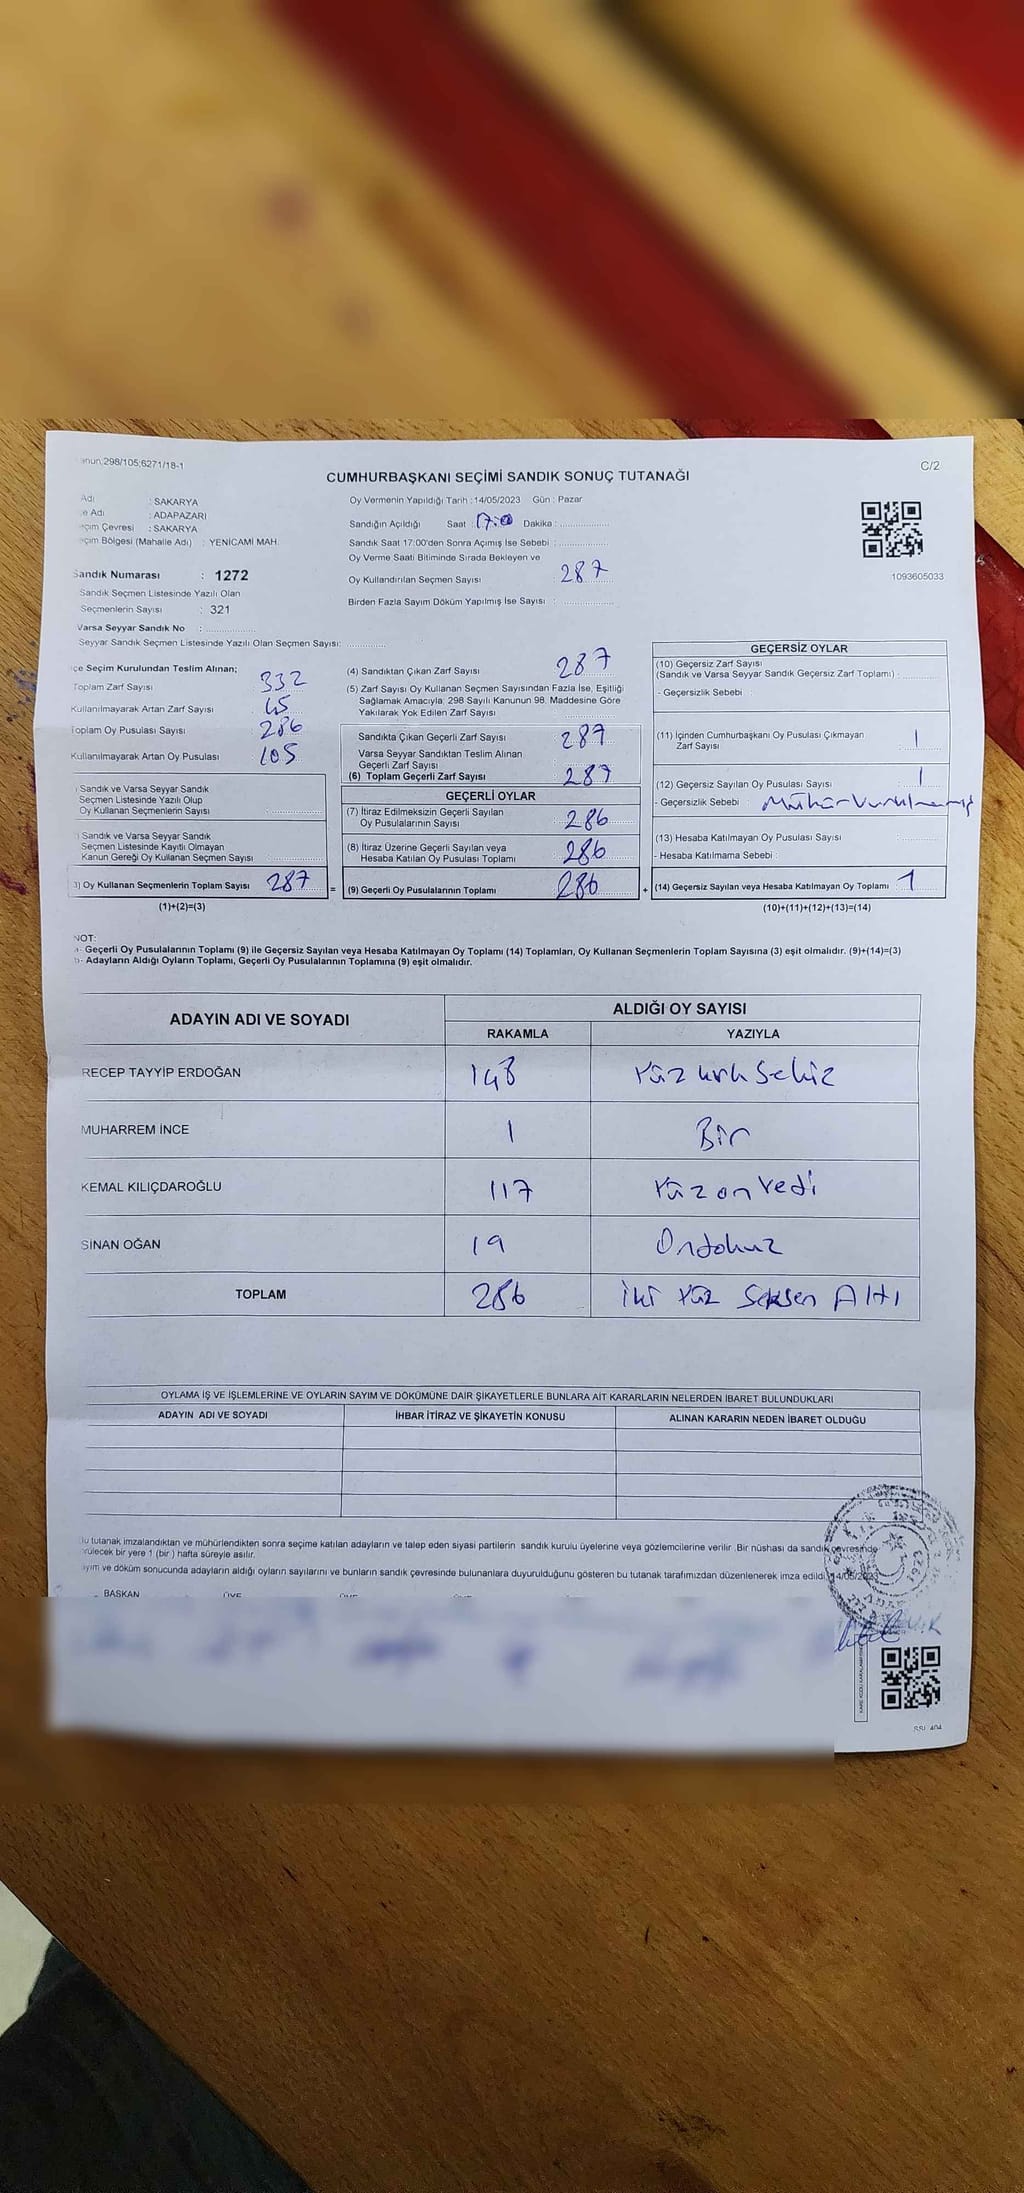 anun;298/105;6271/18-1
C/2
CUMHURBAŞKANI SEÇİMİ SANDIK SONUÇ TUTANAĞI
Adı : SAKARYA
e Adı : ADAPAZARI
eçim Çevresi : SAKARYA
eçim Bölgesi (Mahalle Adı) : YENİCAMİ MAH.
Sandık Numarası : 1272
Sandık Seçmen Listesinde Yazılı Olan
Seçmenlerin Sayısı : 321
Varsa Seyyar Sandık No :
Seyyar Sandık Seçmen Listesinde Yazılı Olan Seçmen Sayısı:
Oy Vermenin Yapıldığı Tarih :14/05/2023 Gün : Pazar
Sandığın Açıldığı Saat : Dakika :
Sandık Saat 17:00'den Sonra Açımış İse Sebebi :
Oy Verme Saati Bitiminde Sırada Bekleyen ve
Oy Kullandırılan Seçmen Sayısı : 287
Birden Fazla Sayım Döküm Yapılmış İse Sayısı :
1093605033
çe Seçim Kurulundan Teslim Alınan;
Toplam Zarf Sayısı 332
Kullanılmayarak Artan Zarf Sayısı 45
Toplam Oy Pusulası Sayısı 286
Kullanılmayarak Artan Oy Pusulası 105
) Sandık ve Varsa Seyyar Sandık
Seçmen Listesinde Yazılı Olup
Oy Kullanan Seçmenlerin Sayısı :
) Sandık ve Varsa Seyyar Sandık
Seçmen Listesinde Kayıtlı Olmayan
Kanun Gereği Oy Kullanan Seçmen Sayısı :
3) Oy Kullanan Seçmenlerin Toplam Sayısı 287 =
(1)+(2)=(3)
(4) Sandıktan Çıkan Zarf Sayısı 287
(5) Zarf Sayısı Oy Kullanan Seçmen Sayısından Fazla İse, Eşitliği
Sağlamak Amacıyla; 298 Sayılı Kanunun 98. Maddesine Göre
Yakılarak Yok Edilen Zarf Sayısı
Sandıkta Çıkan Geçerli Zarf Sayısı : 287
Varsa Seyyar Sandıktan Teslim Alınan
Geçerli Zarf Sayısı
(6) Toplam Geçerli Zarf Sayısı : 287
GEÇERLİ OYLAR
(7) İtiraz Edilmeksizin Geçerli Sayılan
Oy Pusulalarının Sayısı : 286
(8) İtiraz Üzerine Geçerli Sayılan veya
Hesaba Katılan Oy Pusulası Toplamı : 286
(9) Geçerli Oy Pusulalarının Toplamı : 286 +
GEÇERSİZ OYLAR
(10) Geçersiz Zarf Sayısı
(Sandık ve Varsa Seyyar Sandık Geçersiz Zarf Toplamı) :
- Geçersizlik Sebebi :
(11) İçinden Cumhurbaşkanı Oy Pusulası Çıkmayan
Zarf Sayısı : 1
(12) Geçersiz Sayılan Oy Pusulası Sayısı : 1
- Geçersizlik Sebebi : Mühür Vurulmamış
(13) Hesaba Katılmayan Oy Pusulası Sayısı :
- Hesaba Katılmama Sebebi :
(14) Geçersiz Sayılan veya Hesaba Katılmayan Oy Toplamı : 1
(10)+(11)+(12)+(13)=(14)
NOT:
a- Geçerli Oy Pusulalarının Toplamı (9) ile Geçersiz Sayılan veya Hesaba Katılmayan Oy Toplamı (14) Toplamları, Oy Kullanan Seçmenlerin Toplam Sayısına (3) eşit olmalıdır. (9)+(14)=(3)
b- Adayların Aldığı Oyların Toplamı, Geçerli Oy Pusulalarının Toplamına (9) eşit olmalıdır.
ADAYIN ADI VE SOYADI ALDIĞI OY SAYISI
RAKAMLA YAZIYLA
RECEP TAYYİP ERDOĞAN 148 Yüz kırk Sekiz
MUHARREM İNCE 1 Bir
KEMAL KILIÇDAROĞLU 117 Yüz on Yedi
SİNAN OĞAN 19 Ondokuz
TOPLAM 286 İki Yüz Seksen Altı
OYLAMA İŞ VE İŞLEMLERİNE VE OYLARIN SAYIM VE DÖKÜMÜNE DAİR ŞİKAYETLERLE BUNLARA AİT KARARLARIN NELERDEN İBARET BULUNDUKLARI
ADAYIN ADI VE SOYADI İHBAR İTİRAZ VE ŞİKAYETİN KONUSU ALINAN KARARIN NEDEN İBARET OLDUĞU
u tutanak imzalandıktan ve mühürlendikten sonra seçime katılan adayların ve talep eden siyasi partilerin sandık kurulu üyelerine veya gözlemcilerine verilir .Bir nüshası da sandık çevresinde
rülecek bir yere 1 (bir ) hafta süreyle asılır.
ayım ve döküm sonucunda adayların aldığı oyların sayılarını ve bunların sandık çevresinde bulunanlara duyurulduğunu gösteren bu tutanak tarafımızdan düzenlenerek imza edildi. 14/05/2023
BAŞKAN ÜYE ÜYE ÜYE